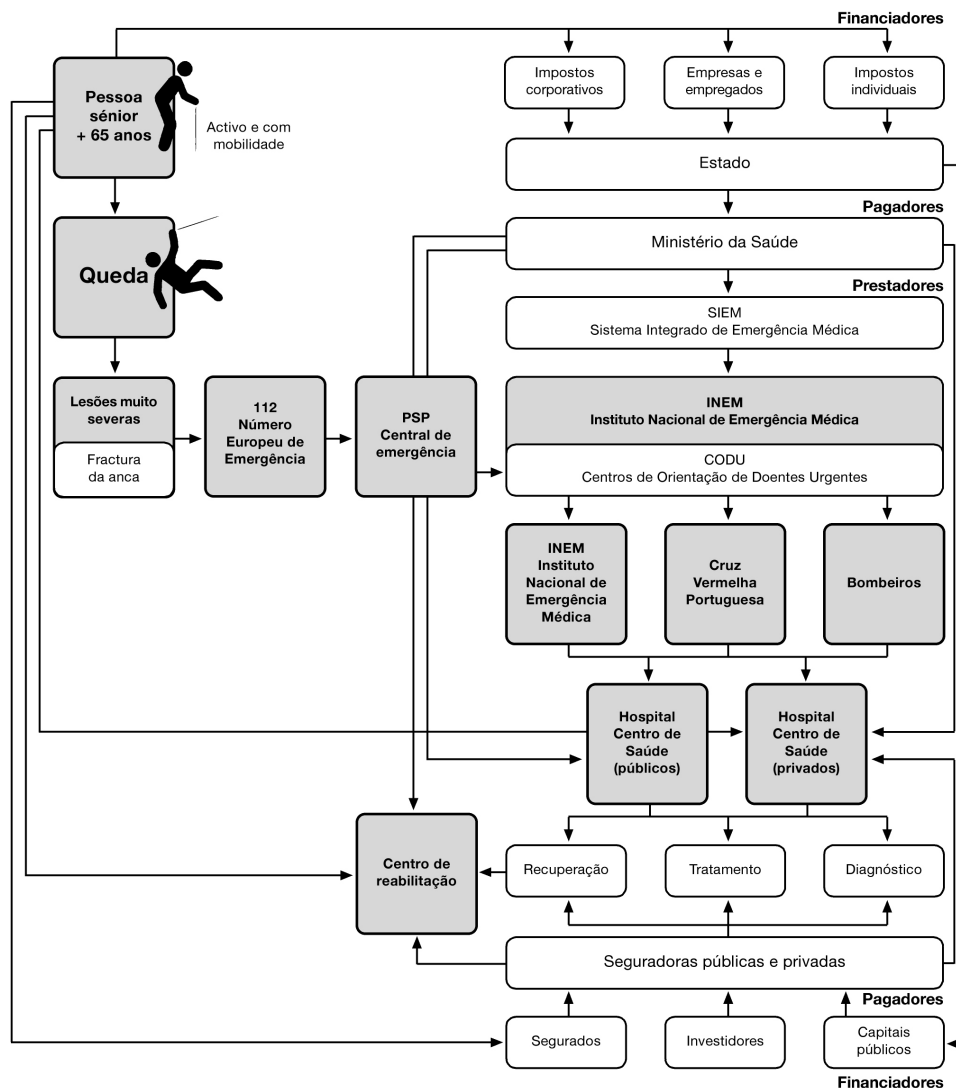 Financiadores
Pessoa
sénior
+ 65 anos
Activo e com
mobilidade
Impostos
corporativos
Empresas e
empregados
Impostos
individuais
Estado
Pagadores
Queda
Ministério da Saúde
Prestadores
SIEM
Sistema Integrado de Emergência Médica
Lesões muito
severas
Fractura
da anca
112
Número
Europeu de
Emergência
PSP
Central de
emergência
INEM
Instituto Nacional de Emergência Médica
CODU
Centros de Orientação de Doentes Urgentes
INEM
Instituto
Nacional de
Emergência
Médica
Cruz
Vermelha
Portuguesa
Bombeiros
Hospital
Centro de
Saúde
(públicos)
Hospital
Centro de
Saúde
(privados)
Centro de
reabilitação
Recuperação
Tratamento
Diagnóstico
Seguradoras públicas e privadas
Pagadores
Segurados
Investidores
Capitais
públicos
Financiadores